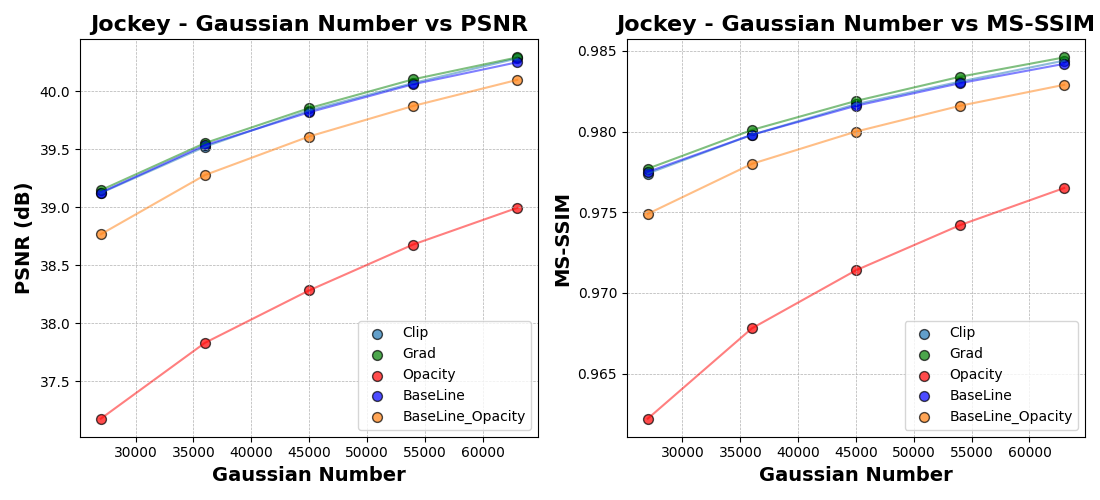 Jockey - Gaussian Number vs PSNR
PSNR (dB)
40.0
39.5
39.0
38.5
38.0
37.5
Clip
Grad
Opacity
BaseLine
BaseLine_Opacity
30000 35000 40000 45000 50000 55000 60000
Gaussian Number
Jockey - Gaussian Number vs MS-SSIM
MS-SSIM
0.985
0.980
0.975
0.970
0.965
Clip
Grad
Opacity
BaseLine
BaseLine_Opacity
30000 35000 40000 45000 50000 55000 60000
Gaussian Number